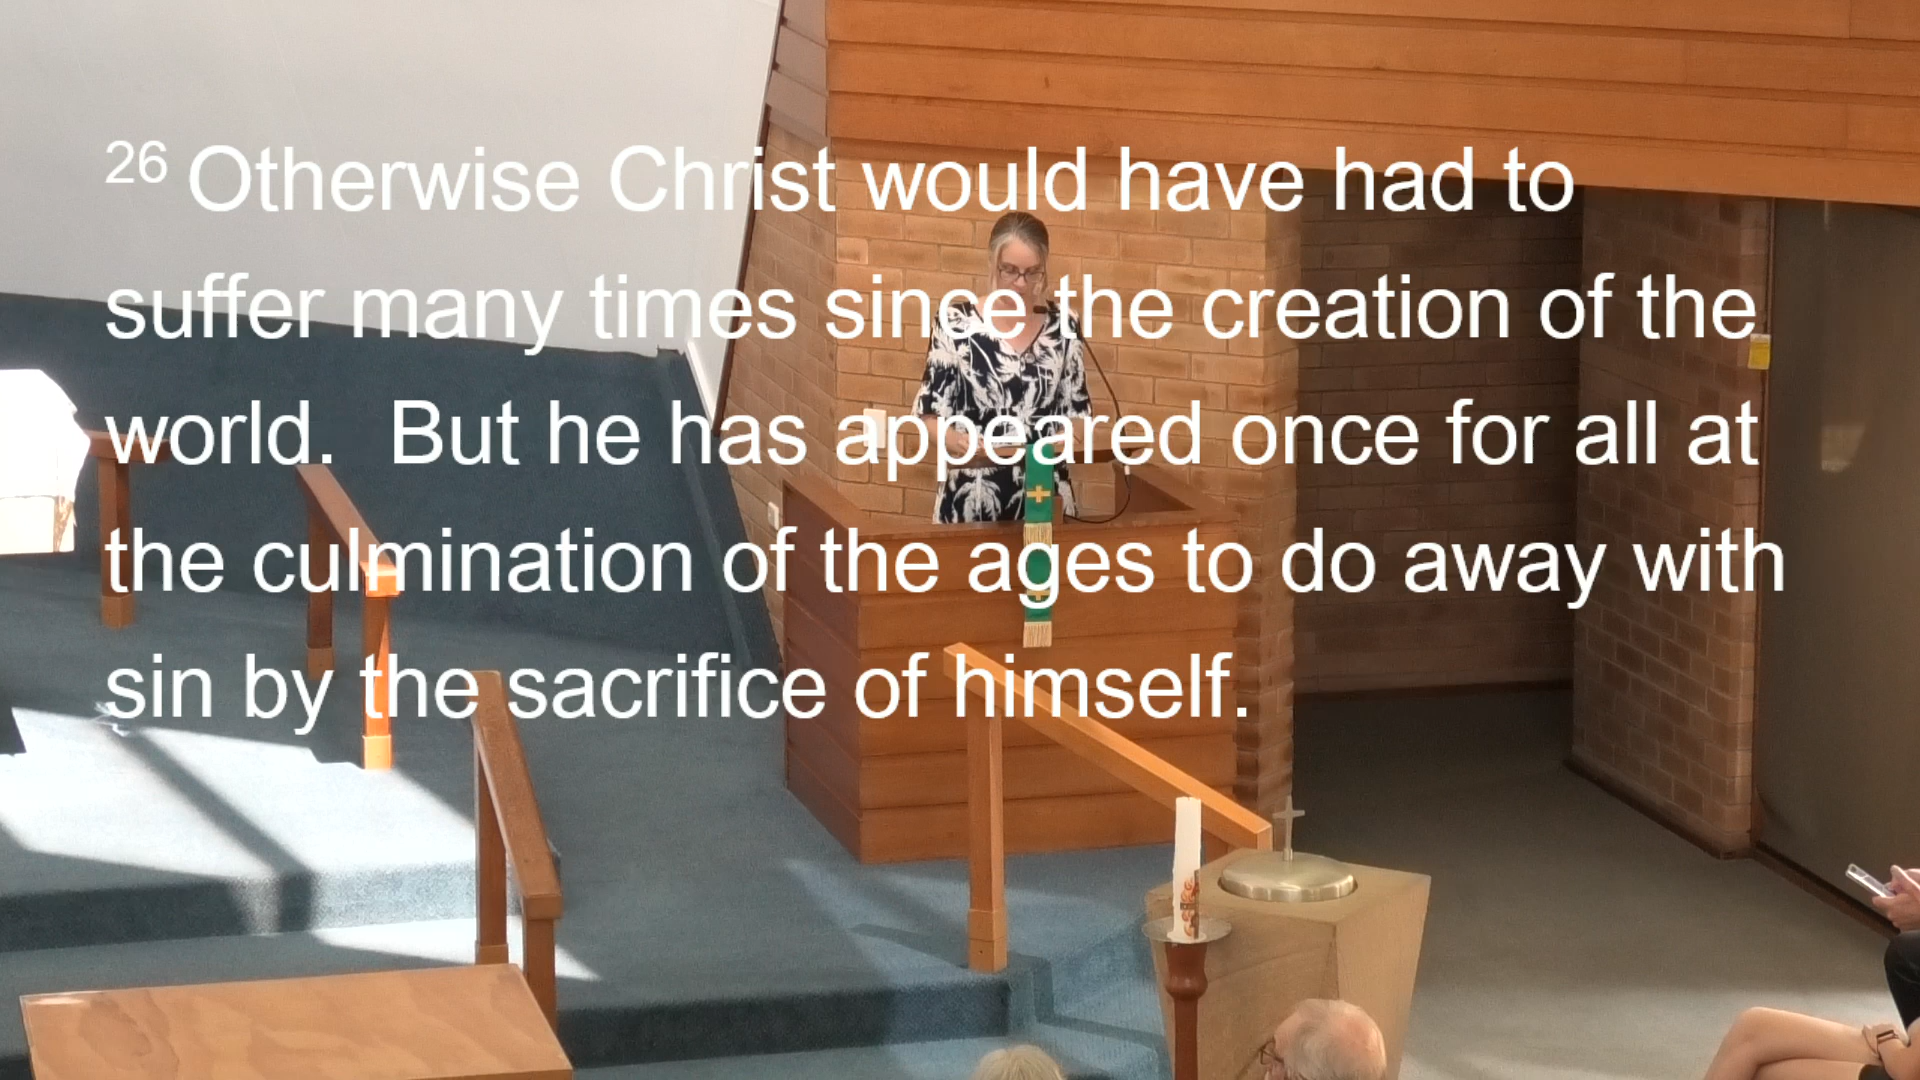 26 Otherwise Christ would have had to
suffer many times since the creation of the
world.  But he has appeared once for all at
the culmination of the ages to do away with
sin by the sacrifice of himself.